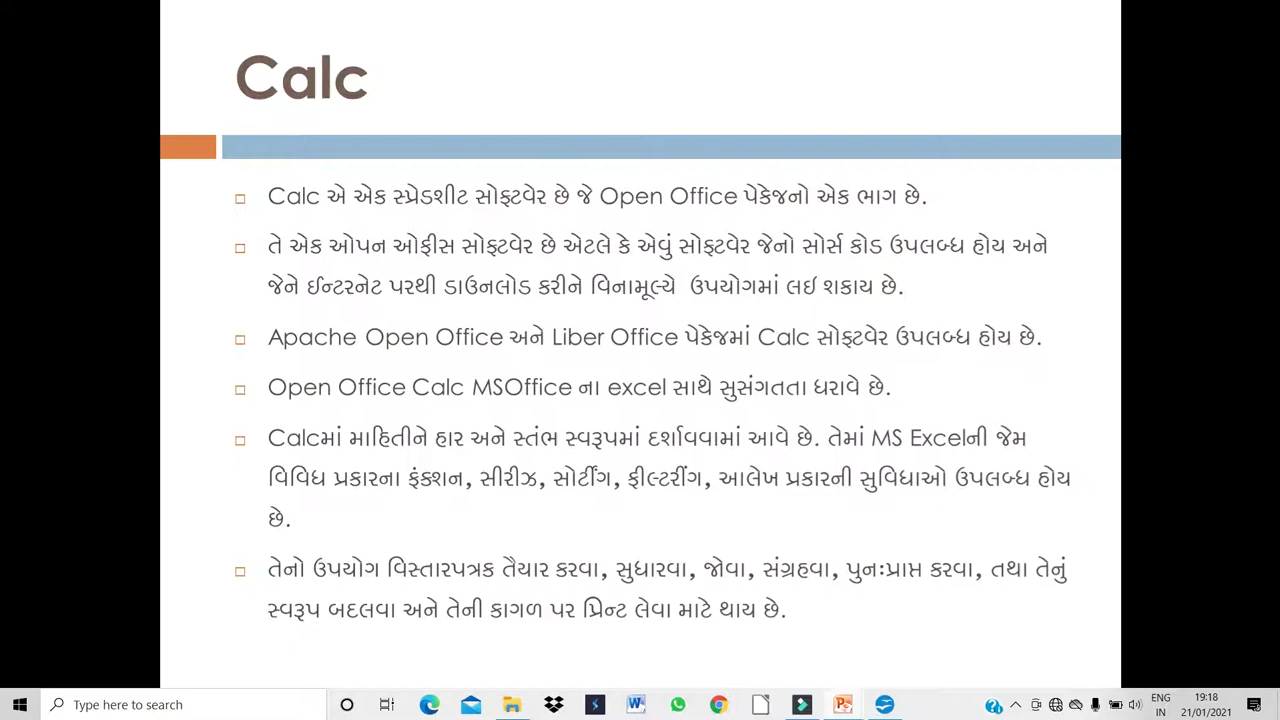 Calc
Calc એ એક સ્પ્રેડશીટ સોફ્ટવેર છે જે Open Office પેકેજનો એક ભાગ છે.
તે એક ઓપન ઓફીસ સોફ્ટવેર છે એટલે કે એવું સોફ્ટવેર જેનો સોર્સ કોડ ઉપલબ્ધ હોય અને
જેને ઈન્ટરનેટ પરથી ડાઉનલોડ કરીને વિનામૂલ્યે ઉપયોગમાં લઇ શકાય છે.
Apache Open Office અને Liber Office પેકેજમાં Calc સોફ્ટવેર ઉપલબ્ધ હોય છે.
Open Office Calc MSOffice ના excel સાથે સુસંગતતા ધરાવે છે.
Calcમાં માહિતીને હાર અને સ્તંભ સ્વરૂપમાં દર્શાવવામાં આવે છે. તેમાં MS Excelની જેમ
વિવિધ પ્રકારના ફંક્શન, સીરીઝ, સોર્ટીંગ, ફીલ્ટરીંગ, આલેખ પ્રકારની સુવિધાઓ ઉપલબ્ધ હોય
છે.
તેનો ઉપયોગ વિસ્તારપત્રક તૈયાર કરવા, સુધારવા, જોવા, સંગ્રહવા, પુનઃપ્રાપ્ત કરવા, તથા તેનું
સ્વરૂપ બદલવા અને તેની કાગળ પર પ્રિન્ટ લેવા માટે થાય છે.
Type here to search
ENG
IN
19:18
21/01/2021